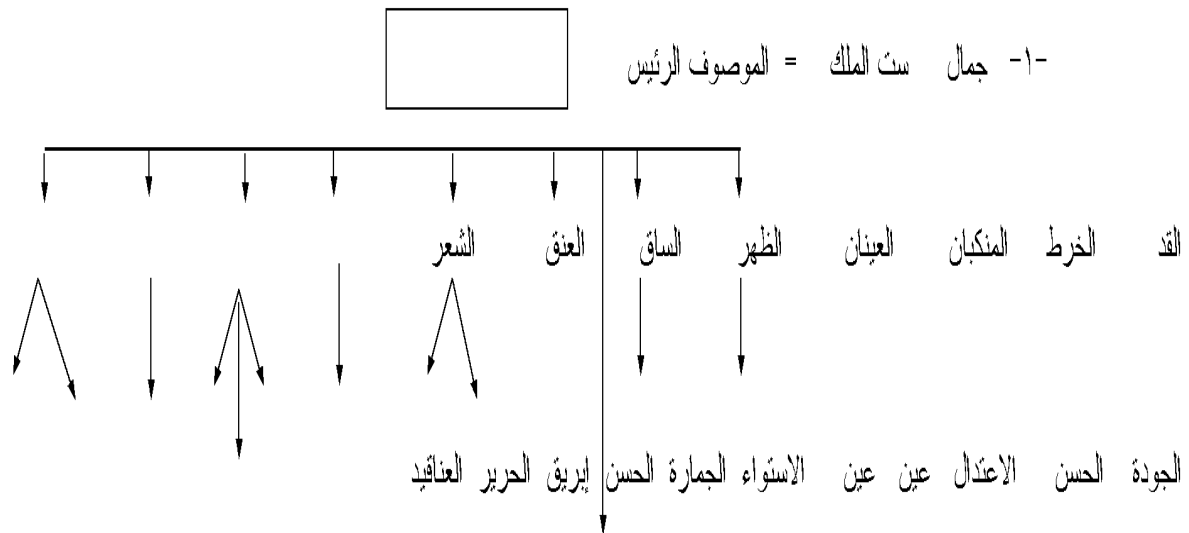 -١- جمال ست الملك = الموصوف الرئيس
القد الخرط المنكبان العينان الظهر الساق العنق الشعر
الجودة الحسن الاعتدال عين عين الاستواء الجمارة الحسن إبريق الحرير العناقيد